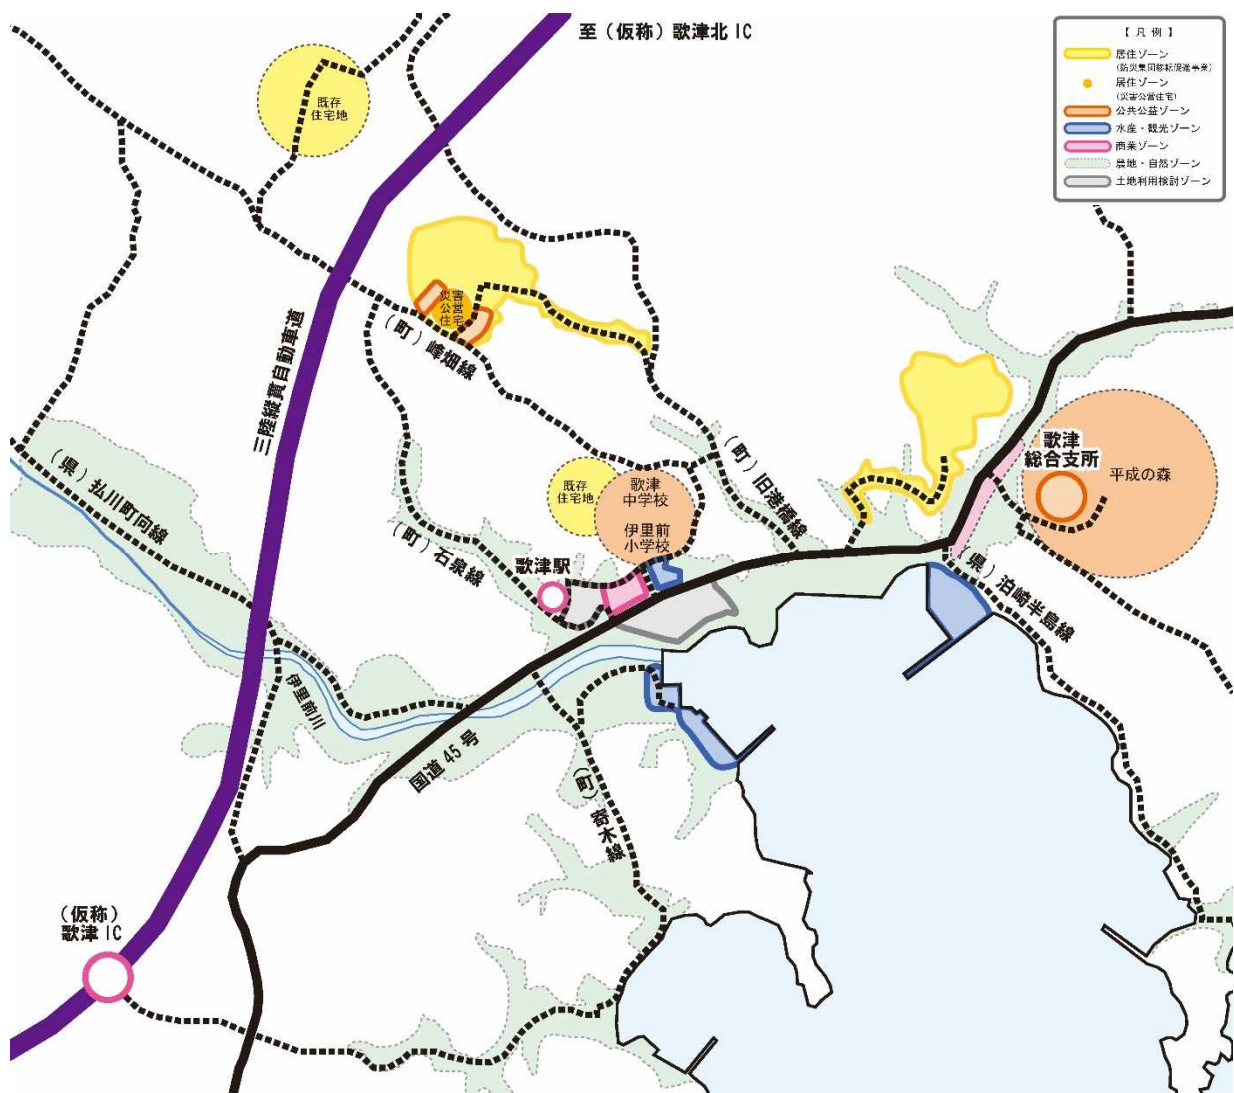 至（仮称）歌津北IC
【凡例】
居住ゾーン
（防災集団移転促進事業）
居住ゾーン
（災害公営住宅）
公共公益ゾーン
水産・観光ゾーン
商業ゾーン
農地・自然ゾーン
土地利用検討ゾーン
既存
住宅地
災害
公営
住宅
（町）峰畑線
三陸縦貫自動車道
歌津
総合支所
平成の森
（県）払川町向線
（町）旧港橋線
既存
住宅地
歌津
中学校
伊里前
小学校
（町）石泉線
歌津駅
（県）泊崎半島線
伊里前川
国道45号
（町）寄木線
（仮称）
歌津IC